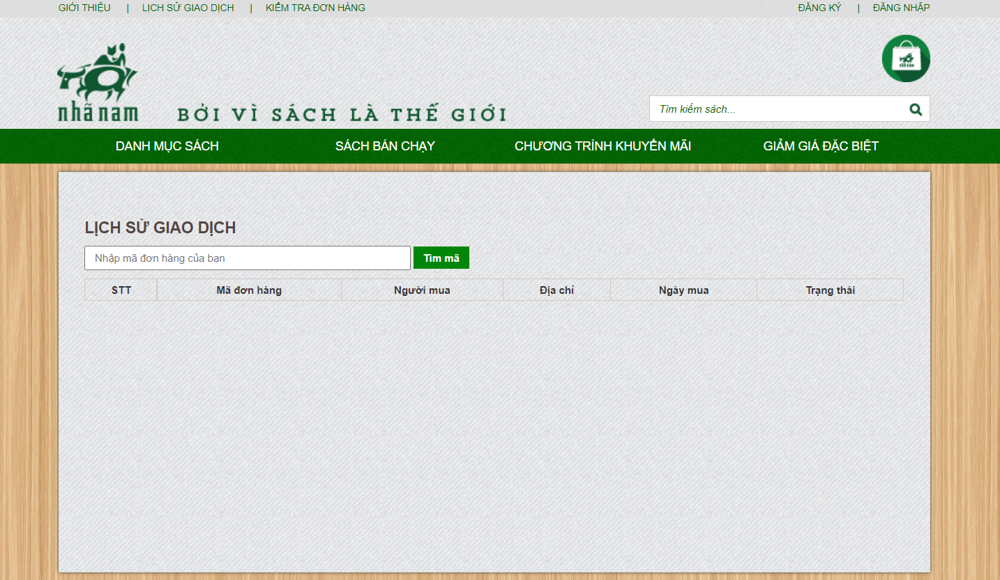 GIỚI THIỆU | LỊCH SỬ GIAO DỊCH | KIỂM TRA ĐƠN HÀNG ĐĂNG KÝ | ĐĂNG NHẬP
nhã nam
nhã nam
BỞI VÌ SÁCH LÀ THẾ GIỚI
Tìm kiếm sách...
DANH MỤC SÁCH SÁCH BÁN CHẠY CHƯƠNG TRÌNH KHUYẾN MÃI GIẢM GIÁ ĐẶC BIỆT
LỊCH SỬ GIAO DỊCH
Nhập mã đơn hàng của bạn Tìm mã
STT Mã đơn hàng Người mua Địa chỉ Ngày mua Trạng thái